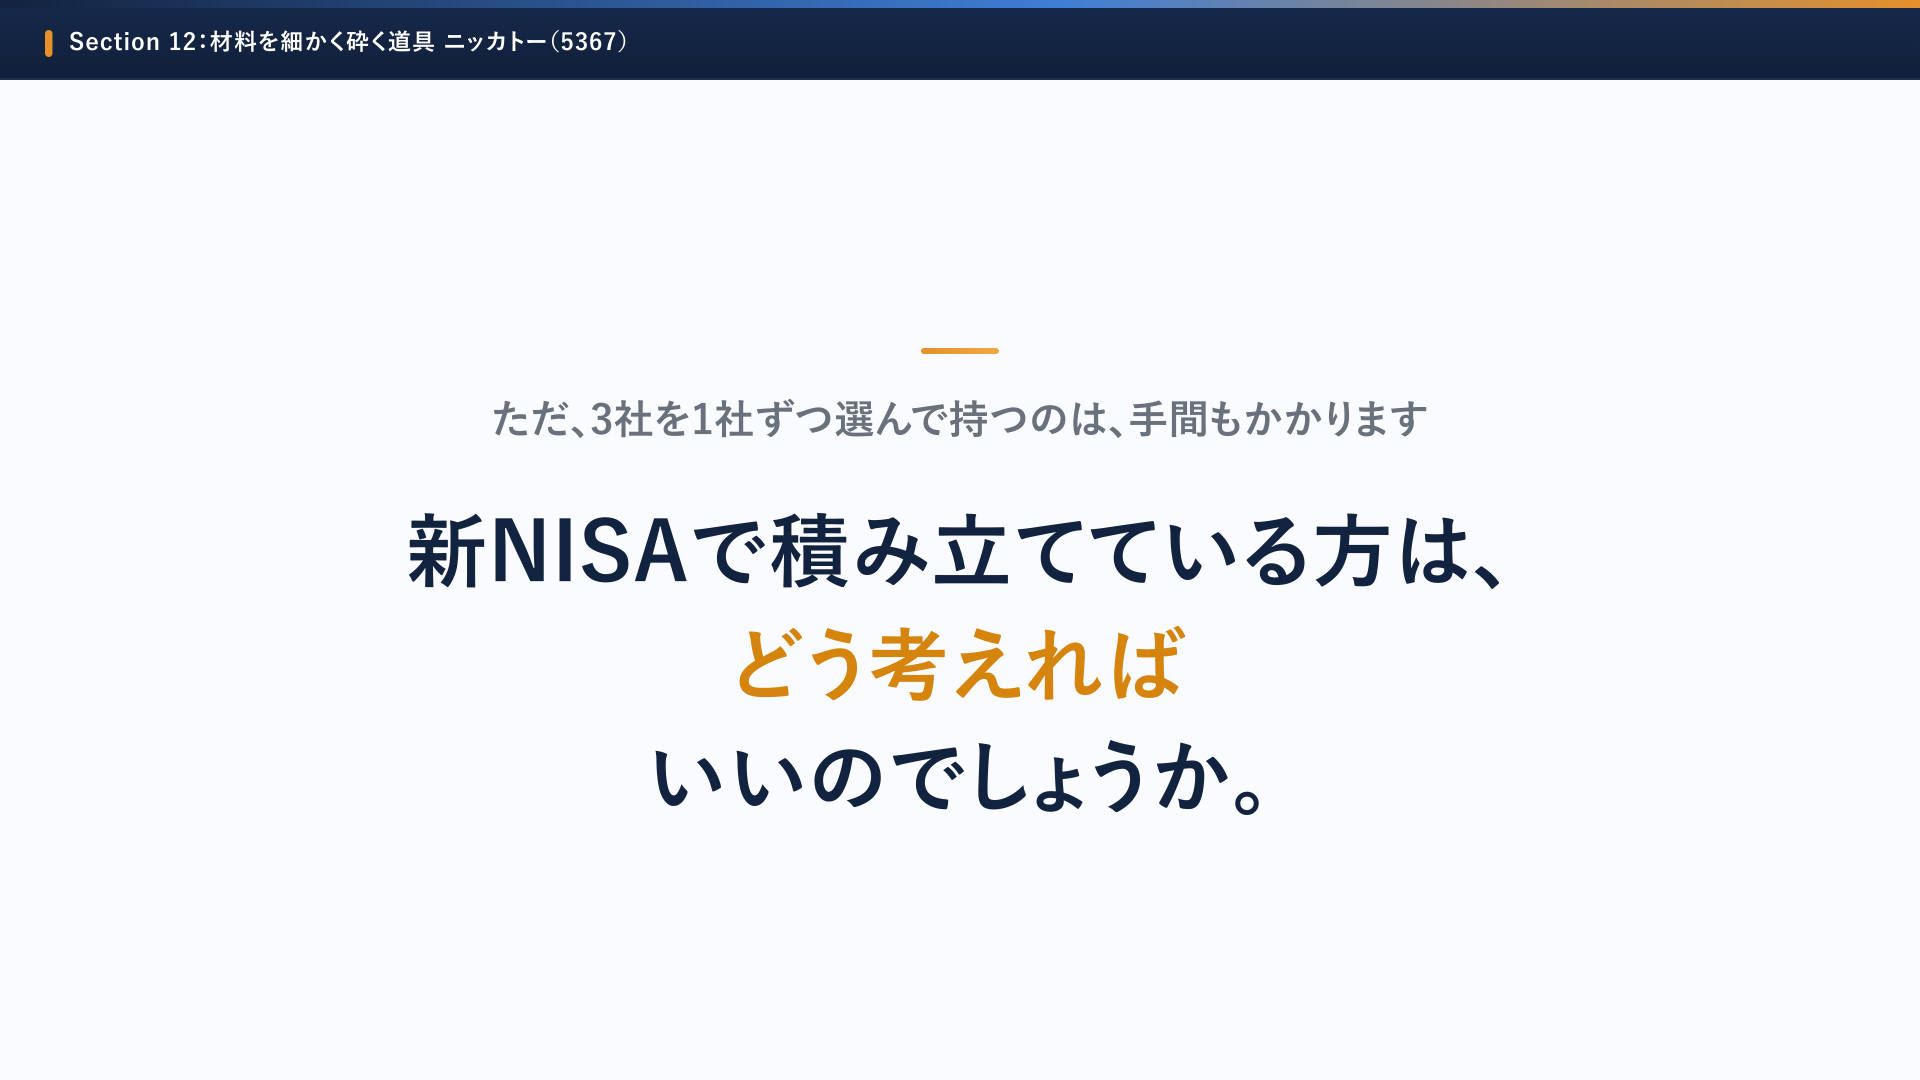 Section 12：材料を細かく砕く道具 ニッカトー（5367）
ただ、3社を1社ずつ選んで持つのは、手間もかかります
新NISAで積み立てている方は、
どう考えれば
いいのでしょうか。